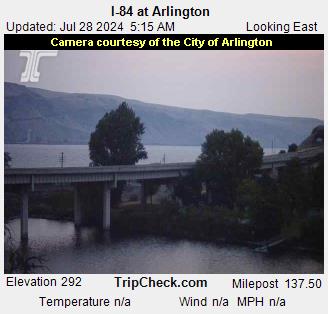 I-84 at Arlington
Updated: Jul 28 2024 5:15 AM Looking East
Camera courtesy of the City of Arlington
Elevation 292 TripCheck.com Milepost 137.50
Temperature n/a Wind n/a MPH n/a